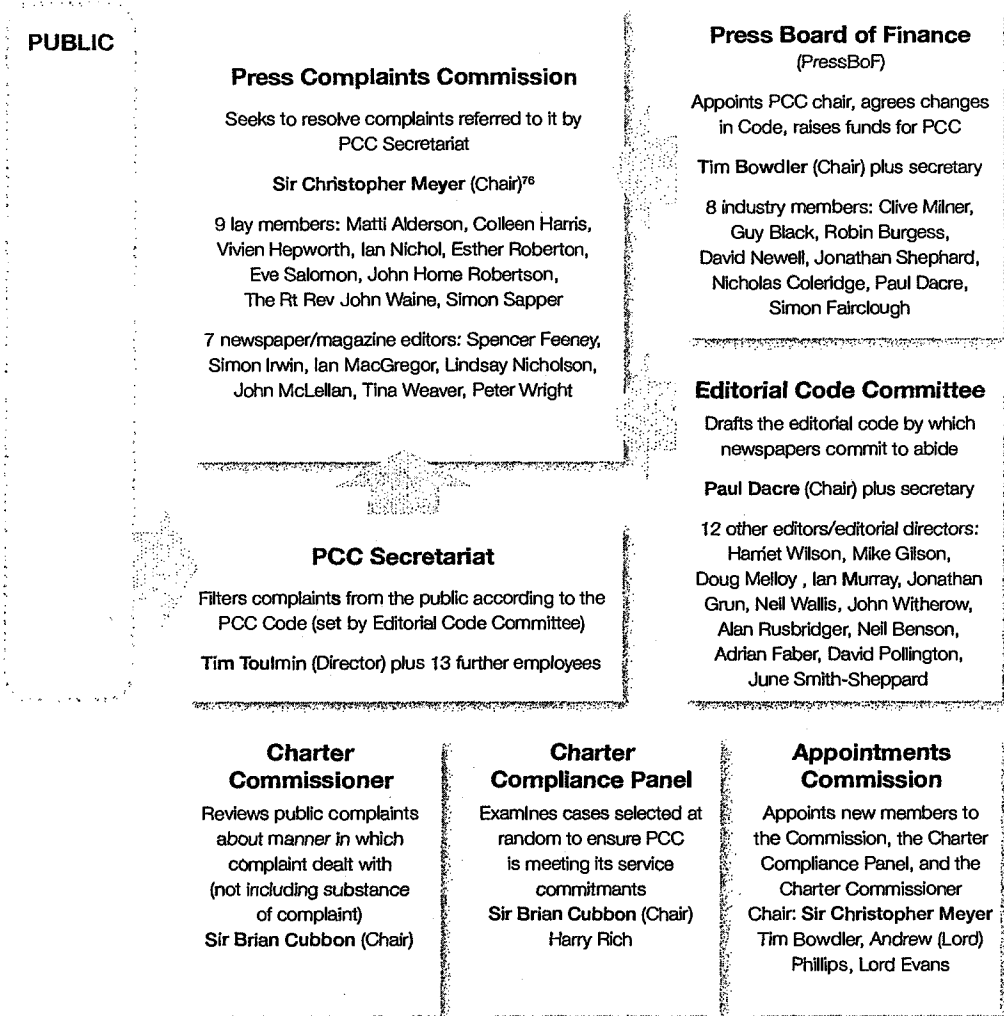 PUBLIC
Press Complaints Commission
Seeks to resolve complaints referred to it by
PCC Secretariat
Sir Christopher Meyer (Chair)76
9 lay members: Matti Alderson, Colleen Harris,
Vivien Hepworth, Ian Nichol, Esther Roberton,
Eve Salomon, John Home Robertson,
The Rt Rev John Waine, Simon Sapper
7 newspaper/magazine editors: Spencer Feeney,
Simon Irwin, Ian MacGregor, Lindsay Nicholson,
John McLellan, Tina Weaver, Peter Wright
Press Board of Finance
(PressBoF)
Appoints PCC chair, agrees changes
in Code, raises funds for PCC
Tim Bowdler (Chair) plus secretary
8 industry members: Clive Milner,
Guy Black, Robin Burgess,
David Newell, Jonathan Shephard,
Nicholas Coleridge, Paul Dacre,
Simon Fairclough
Editorial Code Committee
Drafts the editorial code by which
newspapers commit to abide
Paul Dacre (Chair) plus secretary
12 other editors/editorial directors:
Harriet Wilson, Mike Gilson,
Doug Melloy , Ian Murray, Jonathan
Grun, Neil Wallis, John Witherow,
Alan Rusbridger, Neil Benson,
Adrian Faber, David Pollington,
June Smith-Sheppard
PCC Secretariat
Filters complaints from the public according to the
PCC Code (set by Editorial Code Committee)
Tim Toulmin (Director) plus 13 further employees
Charter
Commissioner
Reviews public complaints
about manner in which
complaint dealt with
(not including substance
of complaint)
Sir Brian Cubbon (Chair)
Charter
Compliance Panel
Examines cases selected at
random to ensure PCC
is meeting its service
commitmants
Sir Brian Cubbon (Chair)
Harry Rich
Appointments
Commission
Appoints new members to
the Commission, the Charter
Compliance Panel, and the
Charter Commissioner
Chair: Sir Christopher Meyer
Tim Bowdler, Andrew (Lord)
Phillips, Lord Evans